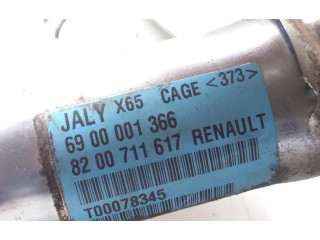 JALY X65 CAGE <373>
69 00 001 366
82 00 711 617 RENAULT
T00078345